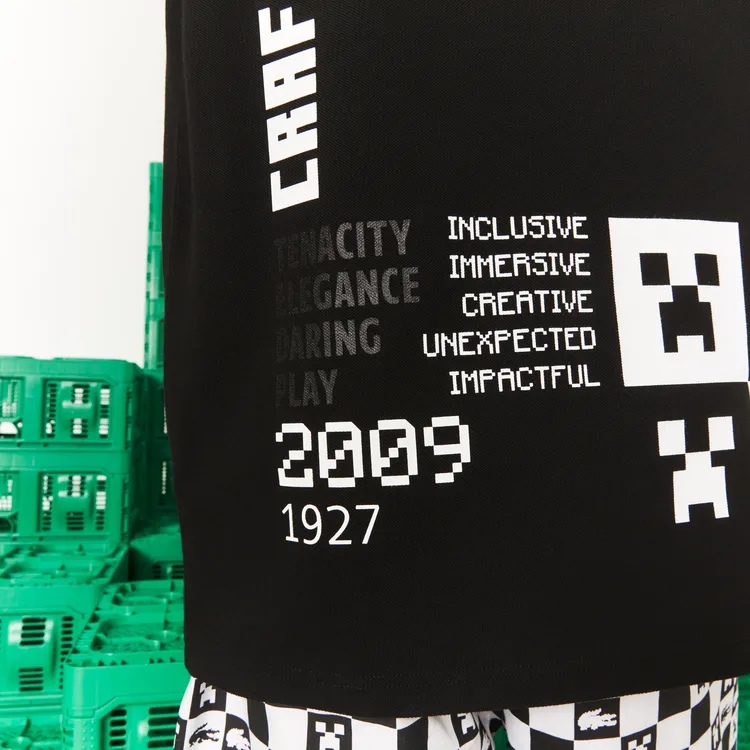 CRAF
TENACITY
ELEGANCE
DARING
PLAY
INCLUSIVE
IMMERSIVE
CREATIVE
UNEXPECTED
IMPACTFUL
2009
1927